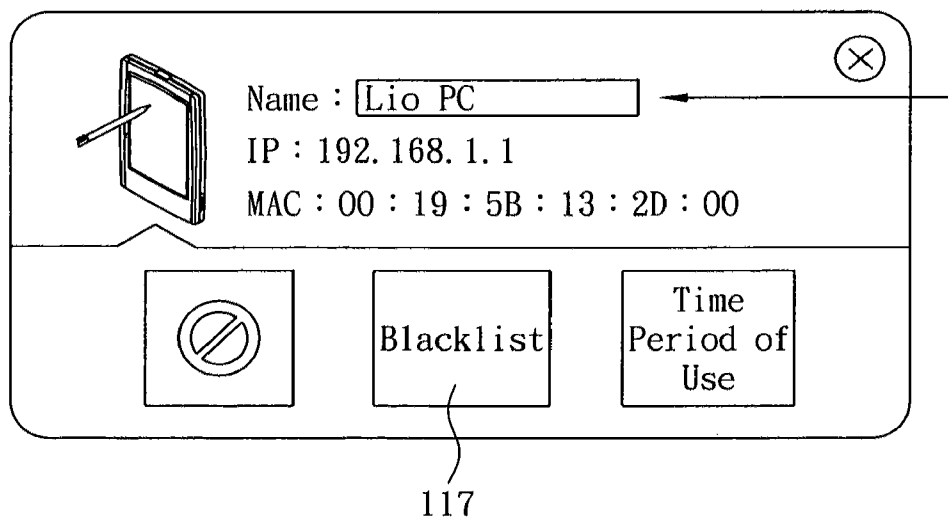 Name：Lio PC
IP：192.168.1.1
MAC：00：19：5B：13：2D：00
Blacklist
Time
Period of
Use
117